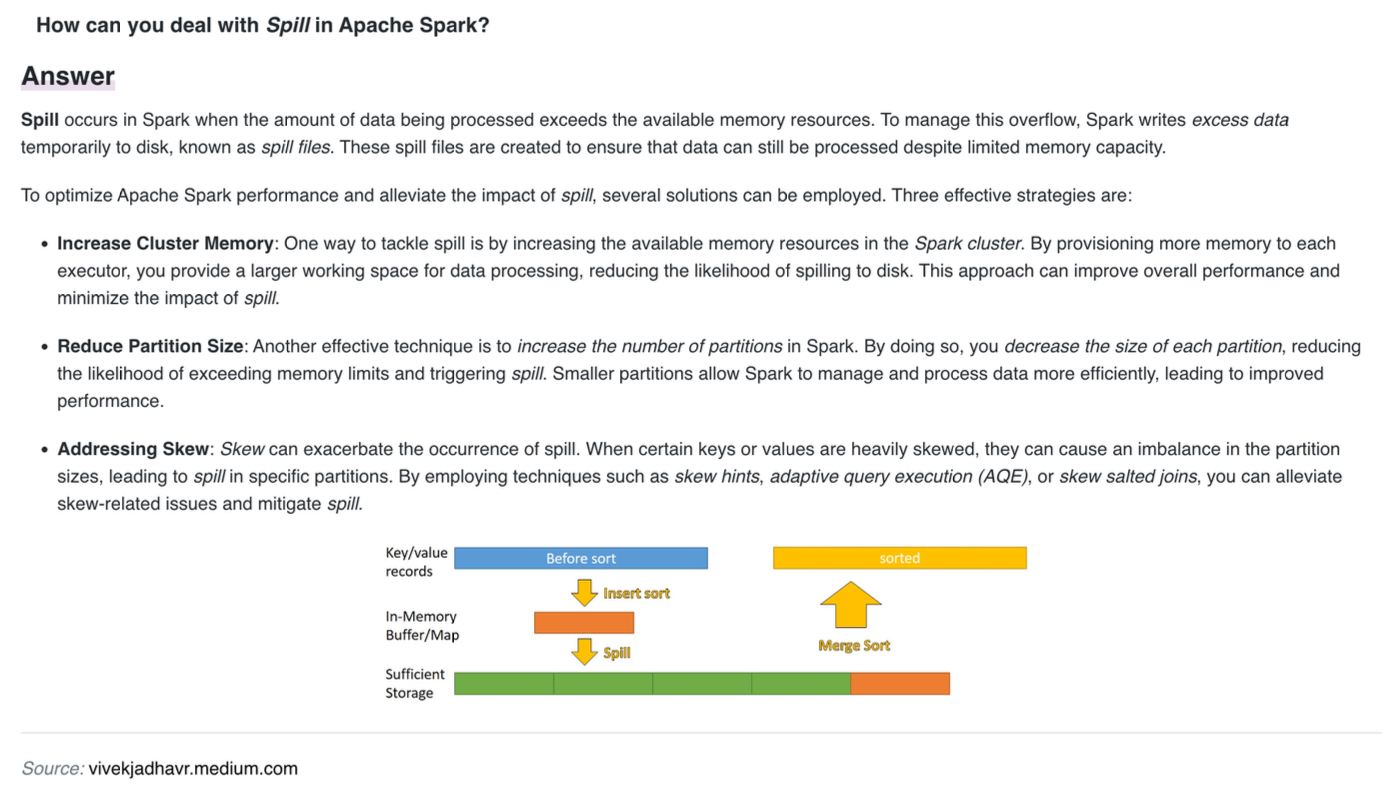 How can you deal with Spill in Apache Spark?
Answer
Spill occurs in Spark when the amount of data being processed exceeds the available memory resources. To manage this overflow, Spark writes excess data
temporarily to disk, known as spill files. These spill files are created to ensure that data can still be processed despite limited memory capacity.
To optimize Apache Spark performance and alleviate the impact of spill, several solutions can be employed. Three effective strategies are:
• Increase Cluster Memory: One way to tackle spill is by increasing the available memory resources in the Spark cluster. By provisioning more memory to each
executor, you provide a larger working space for data processing, reducing the likelihood of spilling to disk. This approach can improve overall performance and
minimize the impact of spill.
• Reduce Partition Size: Another effective technique is to increase the number of partitions in Spark. By doing so, you decrease the size of each partition, reducing
the likelihood of exceeding memory limits and triggering spill. Smaller partitions allow Spark to manage and process data more efficiently, leading to improved
performance.
• Addressing Skew: Skew can exacerbate the occurrence of spill. When certain keys or values are heavily skewed, they can cause an imbalance in the partition
sizes, leading to spill in specific partitions. By employing techniques such as skew hints, adaptive query execution (AQE), or skew salted joins, you can alleviate
skew-related issues and mitigate spill.
Key/value
records
Before sort
sorted
Insert sort
In-Memory
Buffer/Map
Spill
Merge Sort
Sufficient
Storage
Source: vivekjadhavr.medium.com